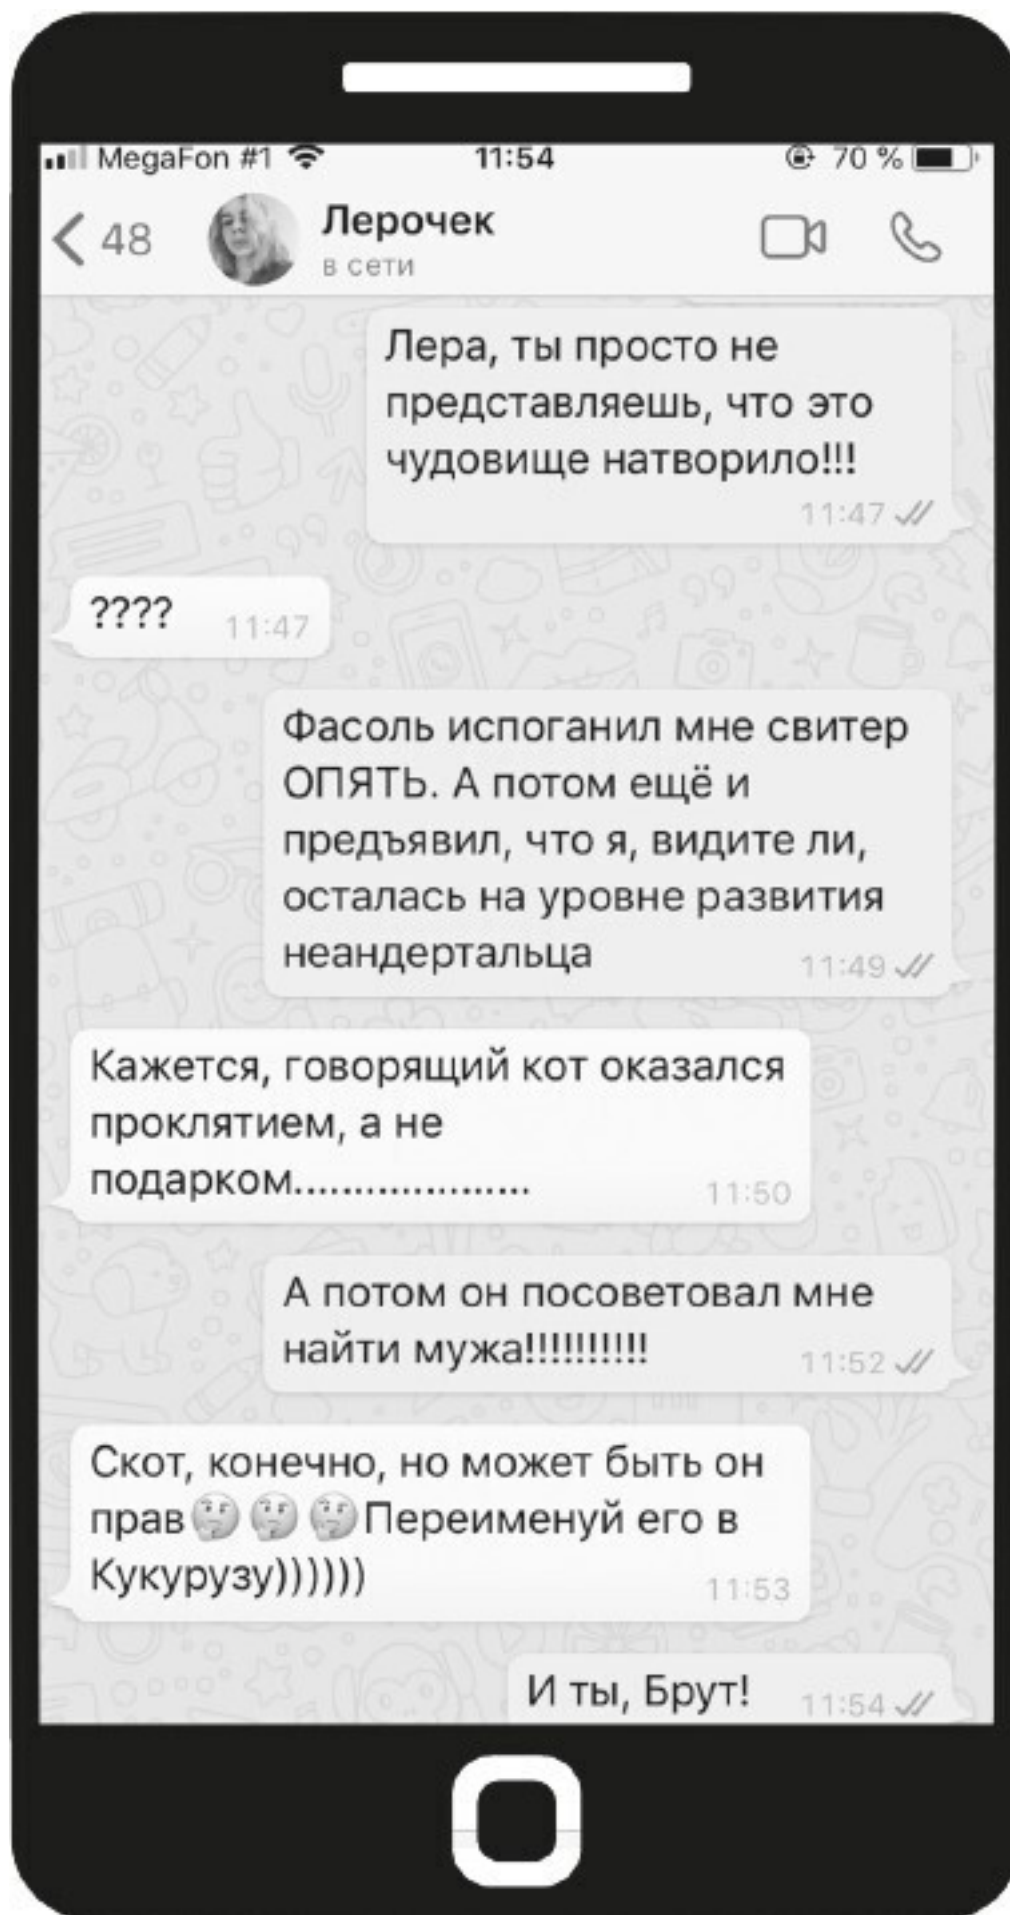 MegaFon #1 11:54 70 %
48 Лерочек
в сети
Лера, ты просто не
представляешь, что это
чудовище натворило!!!
11:47
???? 11:47
Фасоль испоганил мне свитер
ОПЯТЬ. А потом ещё и
предъявил, что я, видите ли,
осталась на уровне развития
неандертальца 11:49
Кажется, говорящий кот оказался
проклятием, а не
подарком................... 11:50
А потом он посоветовал мне
найти мужа!!!!!!!!!! 11:52
Скот, конечно, но может быть он
прав🤔🤔🤔Переименуй его в
Кукурузу)))))) 11:53
И ты, Брут! 11:54